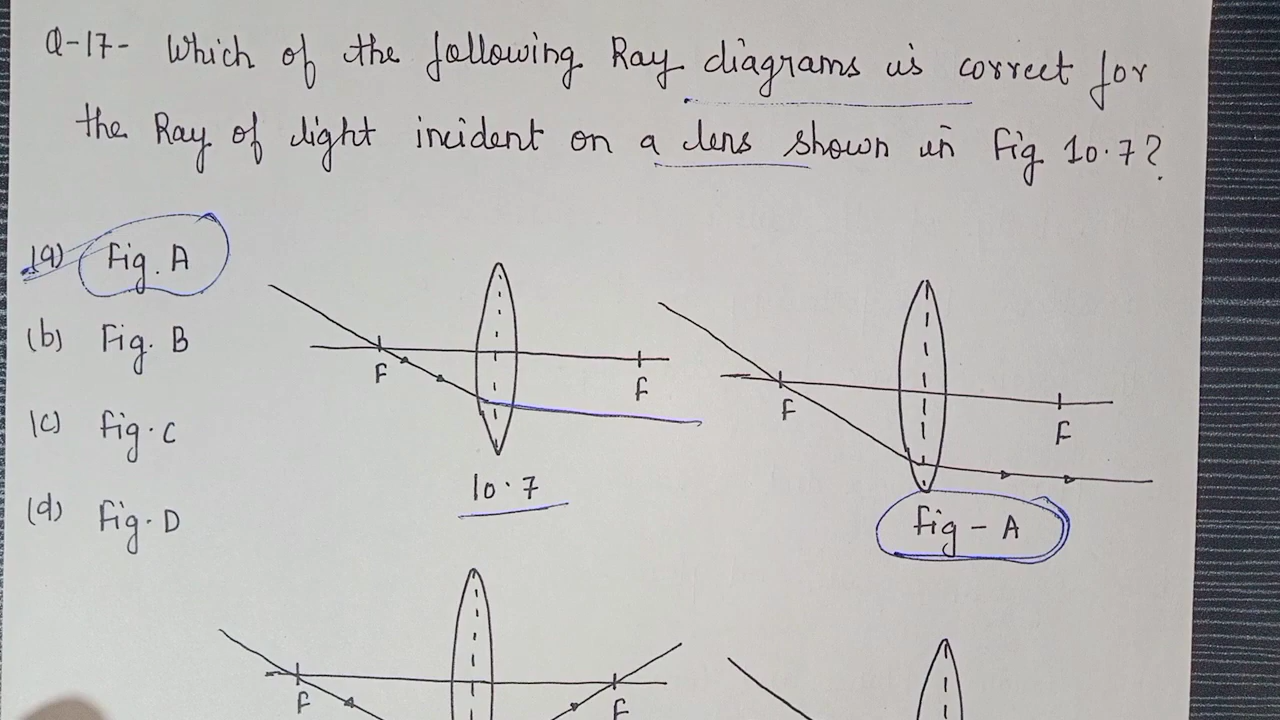 Q-17- Which of the following Ray diagrams is correct for
the Ray of light incident on a lens shown in Fig 10.7?
(a) Fig. A
(b) Fig. B
(c) Fig. C
(d) Fig. D
F
F
10.7
F
F
Fig - A
F
F